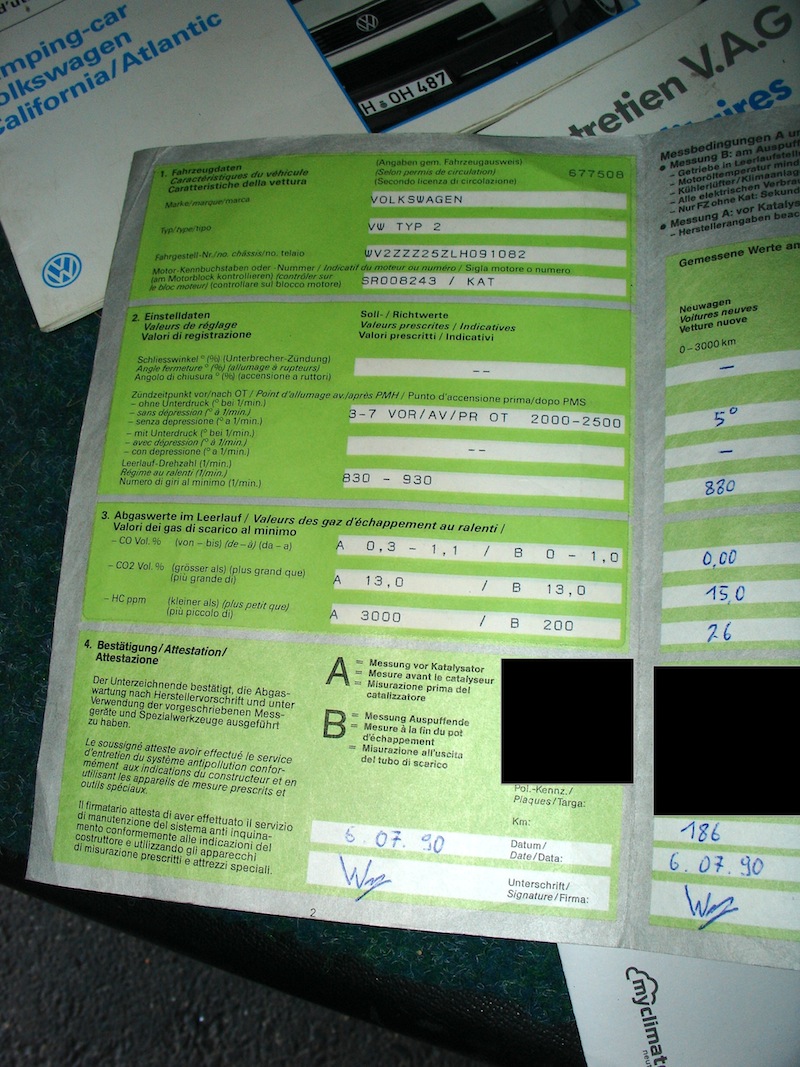 mping-car
olkswagen
California/Atlantic
H OH 487
tretien V.A.G
ires
1. Fahrzeugdaten
Caractéristiques du véhicule
Caratteristiche della vettura
(Angaben gem. Fahrzeugausweis)
(Selon permis de circulation)
(Secondo licenza di circolazione)
677508
Marke/marque/marca
VOLKSWAGEN
Typ/type/tipo
VW TYP 2
Fahrgestell-Nr./no. châssis/no. telaio
WV2ZZZ25ZLH091082
Motor-Kennbuchstaben oder -Nummer / Indicatif du moteur ou numéro / Sigla motore o numero
(am Motorblock kontrollieren) (contrôler sur
le bloc moteur) (controllare sul blocco motore)
SR008243 / KAT
2. Einstelldaten
Valeurs de réglage
Valori di registrazione
Soll- / Richtwerte
Valeurs prescrites / Indicatives
Valori prescritti / Indicativi
Schliesswinkel ° (%) (Unterbrecher-Zündung)
Angle fermeture ° (%) (allumage à rupteurs)
Angolo di chiusura ° (%) (accensione a ruttori)
--
Zündzeitpunkt vor/nach OT / Point d'allumage av./après PMH / Punto d'accensione prima/dopo PMS
– ohne Unterdruck (° bei 1/min.)
– sans dépression (° à 1/min.)
– senza depressione (° a 1/min.)
3-7 VOR/AV/PR OT 2000-2500
– mit Unterdruck (° bei 1/min.)
– avec dépression (° à 1/min.)
– con depressione (° a 1/min.)
--
Leerlauf-Drehzahl (1/min.)
Régime au ralenti (1/min.)
Numero di giri al minimo (1/min.)
830 - 930
3. Abgaswerte im Leerlauf / Valeurs des gaz d'échappement au ralenti /
Valori dei gas di scarico al minimo
– CO Vol. % (von – bis) (de – à) (da – a)
A 0,3 - 1,1 / B 0 - 1,0
– CO2 Vol. % (grösser als) (plus grand que)
(più grande di)
A 13,0 / B 13,0
– HC ppm (kleiner als) (plus petit que)
(più piccolo di)
A 3000 / B 200
4. Bestätigung/Attestation/
Attestazione
Der Unterzeichnende bestätigt, die Abgas-
wartung nach Herstellervorschrift und unter
Verwendung der vorgeschriebenen Mess-
geräte und Spezialwerkzeuge ausgeführt
zu haben.
Le soussigné atteste avoir effectué le service
d'entretien du système antipollution confor-
mément aux indications du constructeur et en
utilisant les appareils de mesure prescrits et
outils spéciaux.
Il firmatario attesta di aver effettuato il servizio
di manutenzione del sistema anti inquina-
mento conformemente alle indicazioni del
costruttore e utilizzando gli apparecchi
di misurazione prescritti e attrezzi speciali.
A = Messung vor Katalysator
= Mesure avant le catalyseur
= Misurazione prima del
catalizzatore
B = Messung Auspuffende
= Mesure à la fin du pot
d'échappement
= Misurazione all'uscita
del tubo di scarico
Pol.-Kennz./
Plaques/Targa:
Km:
6. 07. 90
Datum/
Date/Data:
Unterschrift/
Signature/Firma:
2
Messbedingungen A u
Messung B: am Auspuff
– Getriebe in Leerlaufstell
– Motoröltemperatur mind
– Kühlerlüfter/Klimaanlag
– Alle elektrischen Verbra
– Nur FZ ohne Kat: Sekun
Messung A: vor Katalys
– Herstellerangaben beac
Gemessene Werte an
Neuwagen
Voitures neuves
Vetture nuove
0–3000 km
–
5°
–
880
0,00
15,0
26
186
6. 07. 90
myclimat